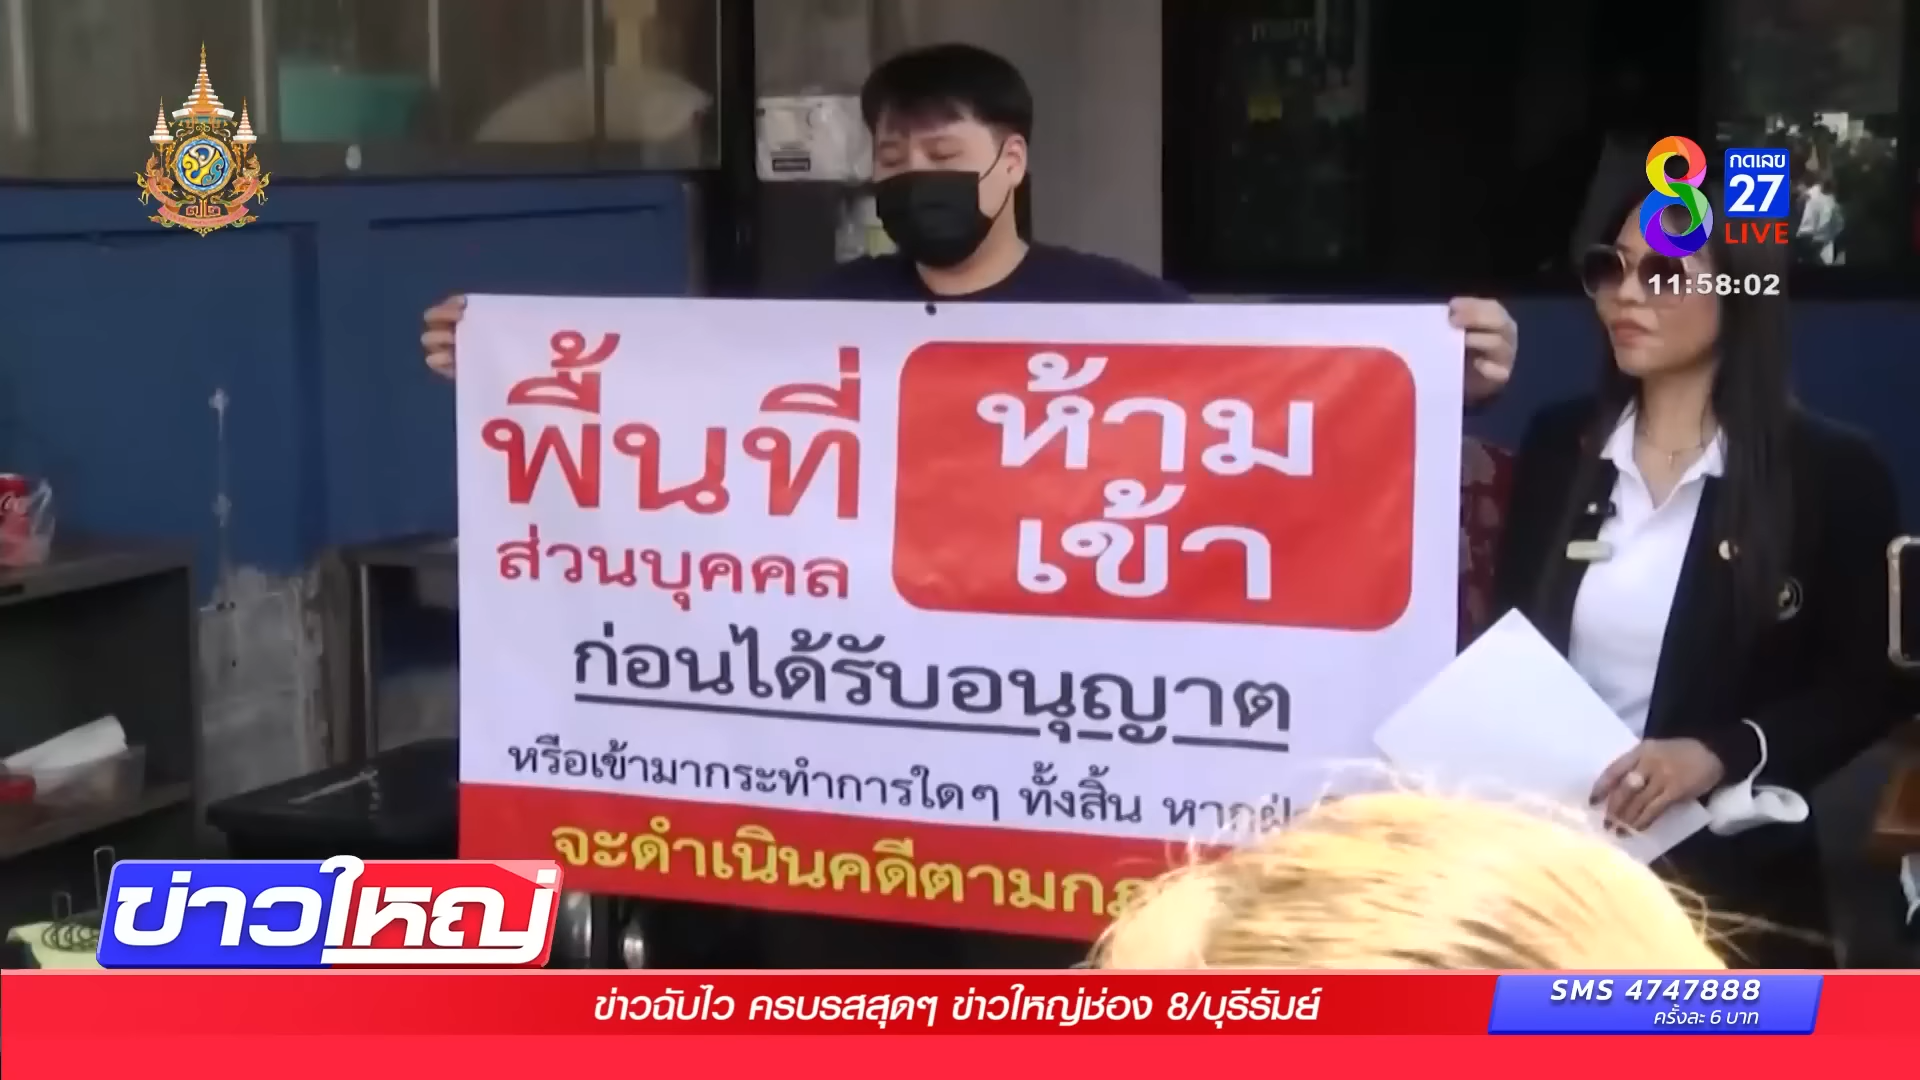 กดเลข
27
LIVE
11:58:02
พื้นที่
ส่วนบุคคล
ห้าม
เข้า
ก่อนได้รับอนุญาต
หรือเข้ามากระทำการใดๆ ทั้งสิ้น
จะดำเนินคดีตาม
ข่าวใหญ่
ข่าวฉับไว ครบรสสุดๆ ข่าวใหญ่ช่อง 8/บุรีรัมย์
SMS 4747888
ครั้งละ 6 บาท